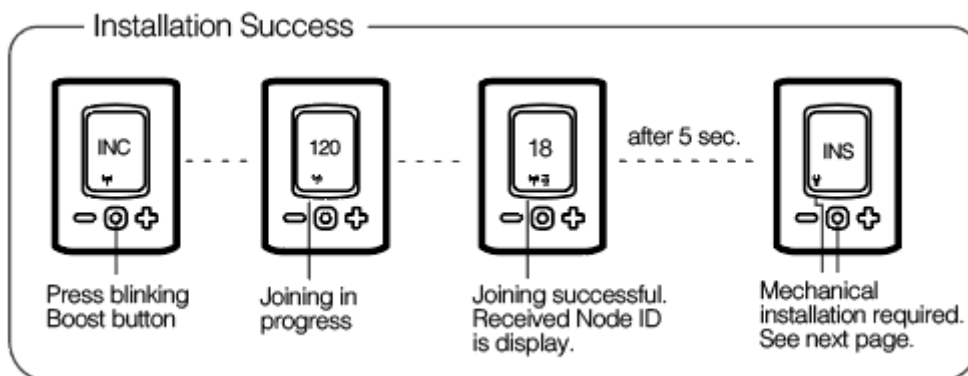 Installation Success
INC
120
18
after 5 sec.
INS
Press blinking
Boost button
Joining in
progress
Joining successful.
Received Node ID
is display.
Mechanical
installation required.
See next page.